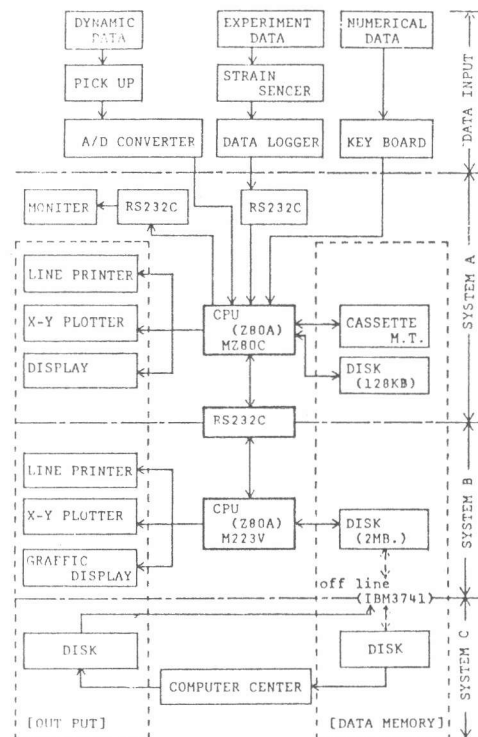 DYNAMIC DATA
EXPERIMENT DATA
NUMERICAL DATA
PICK UP
STRAIN SENCER
A/D CONVERTER
DATA LOGGER
KEY BOARD
DATA INPUT
MONITER
RS232C
RS232C
LINE PRINTER
X-Y PLOTTER
DISPLAY
CPU
(Z80A)
MZ80C
CASSETTE
M.T.
DISK
(128KB)
SYSTEM A
RS232C
LINE PRINTER
X-Y PLOTTER
GRAFFIC
DISPLAY
CPU
(Z80A)
M223V
DISK
(2MB.)
SYSTEM B
off line
(IBM3741)
DISK
DISK
COMPUTER CENTER
SYSTEM C
[OUT PUT]
[DATA MEMORY]